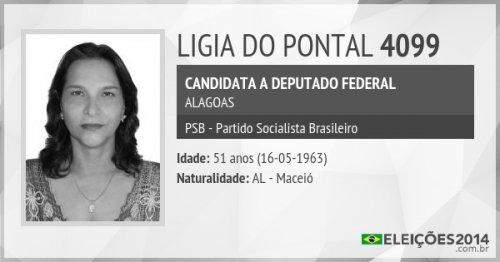 LIGIA DO PONTAL 4099
CANDIDATA A DEPUTADO FEDERAL
ALAGOAS
PSB - Partido Socialista Brasileiro
Idade: 51 anos (16-05-1963)
Naturalidade: AL - Maceió
ELEIÇÕES2014
.com.br